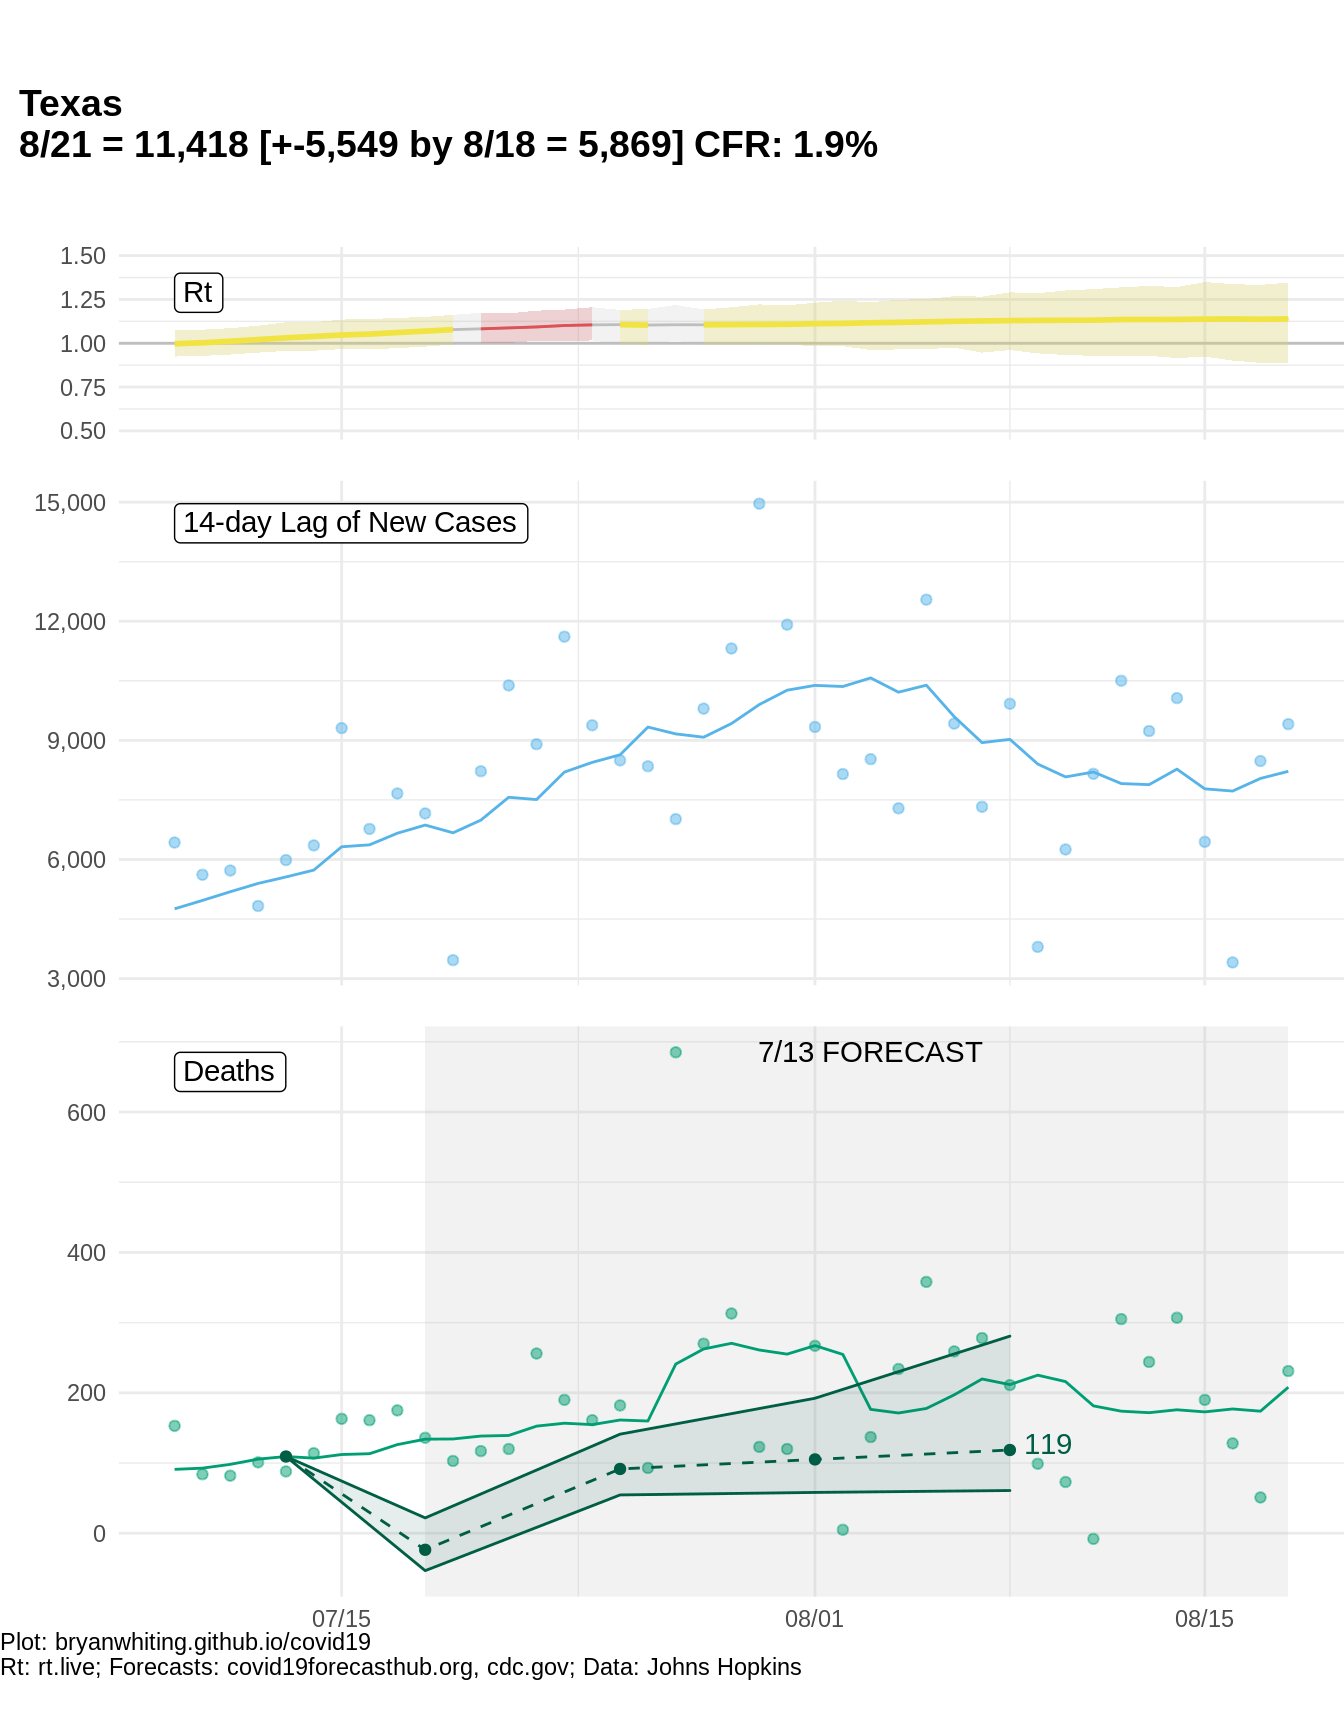 Texas
8/21 = 11,418 [+-5,549 by 8/18 = 5,869] CFR: 1.9%
1.50
Rt
1.25
1.00
0.75
0.50
15,000
14-day Lag of New Cases
12,000
9,000
6,000
3,000
7/13 FORECAST
Deaths
600
400
200
119
0
07/15
08/01
08/15
Plot: bryanwhiting.github.io/covid19
Rt: rt.live; Forecasts: covid19forecasthub.org, cdc.gov; Data: Johns Hopkins